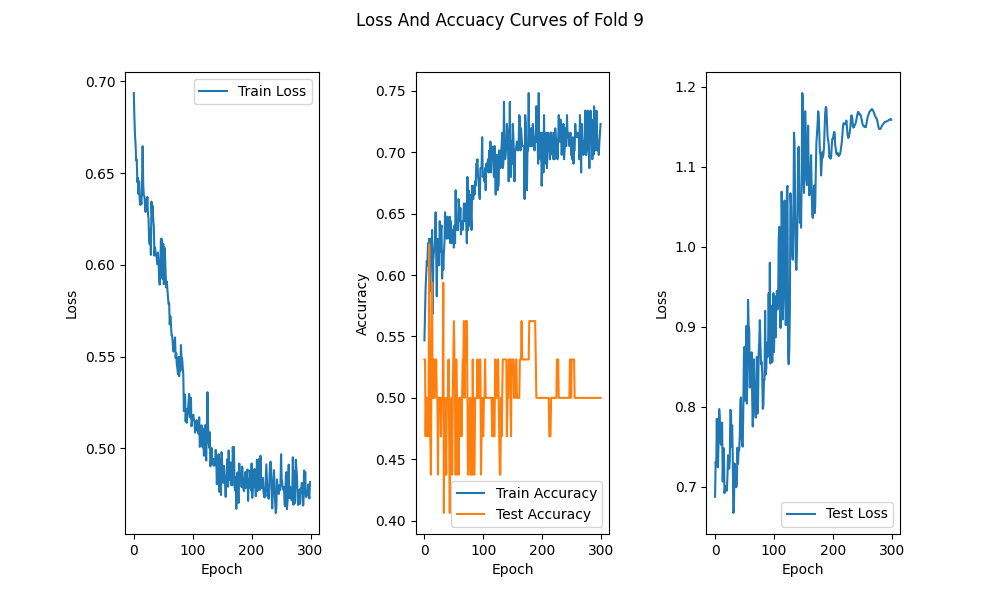 Loss And Accuacy Curves of Fold 9
Loss
0.70
0.65
0.60
0.55
0.50
Train Loss
0 100 200 300
Epoch
Accuracy
0.75
0.70
0.65
0.60
0.55
0.50
0.45
0.40
Train Accuracy
Test Accuracy
0 100 200 300
Epoch
Loss
1.2
1.1
1.0
0.9
0.8
0.7
Test Loss
0 100 200 300
Epoch